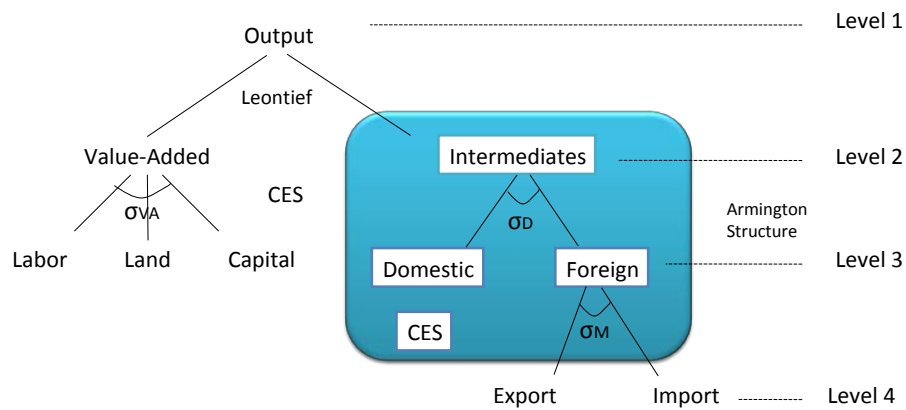 Level 1
Output
Leontief
Value-Added
Intermediates
Level 2
CES
σVA
σD
Armington
Structure
Labor
Land
Capital
Domestic
Foreign
Level 3
CES
σM
Export
Import
Level 4